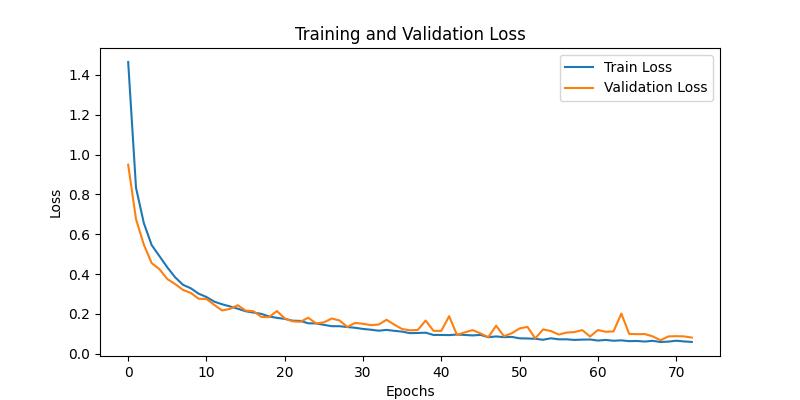 Training and Validation Loss
Train Loss
Validation Loss
Loss
1.4
1.2
1.0
0.8
0.6
0.4
0.2
0.0
0 10 20 30 40 50 60 70
Epochs